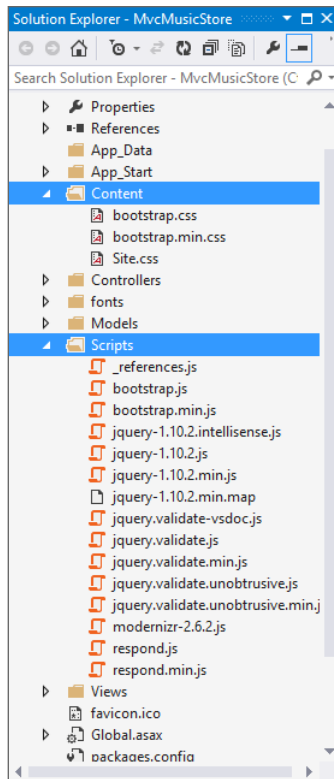 Solution Explorer - MvcMusicStore
Search Solution Explorer - MvcMusicStore (C
Properties
References
App_Data
App_Start
Content
bootstrap.css
bootstrap.min.css
Site.css
Controllers
fonts
Models
Scripts
_references.js
bootstrap.js
bootstrap.min.js
jquery-1.10.2.intellisense.js
jquery-1.10.2.js
jquery-1.10.2.min.js
jquery-1.10.2.min.map
jquery.validate-vsdoc.js
jquery.validate.js
jquery.validate.min.js
jquery.validate.unobtrusive.js
jquery.validate.unobtrusive.min.j
modernizr-2.6.2.js
respond.js
respond.min.js
Views
favicon.ico
Global.asax
packages.config